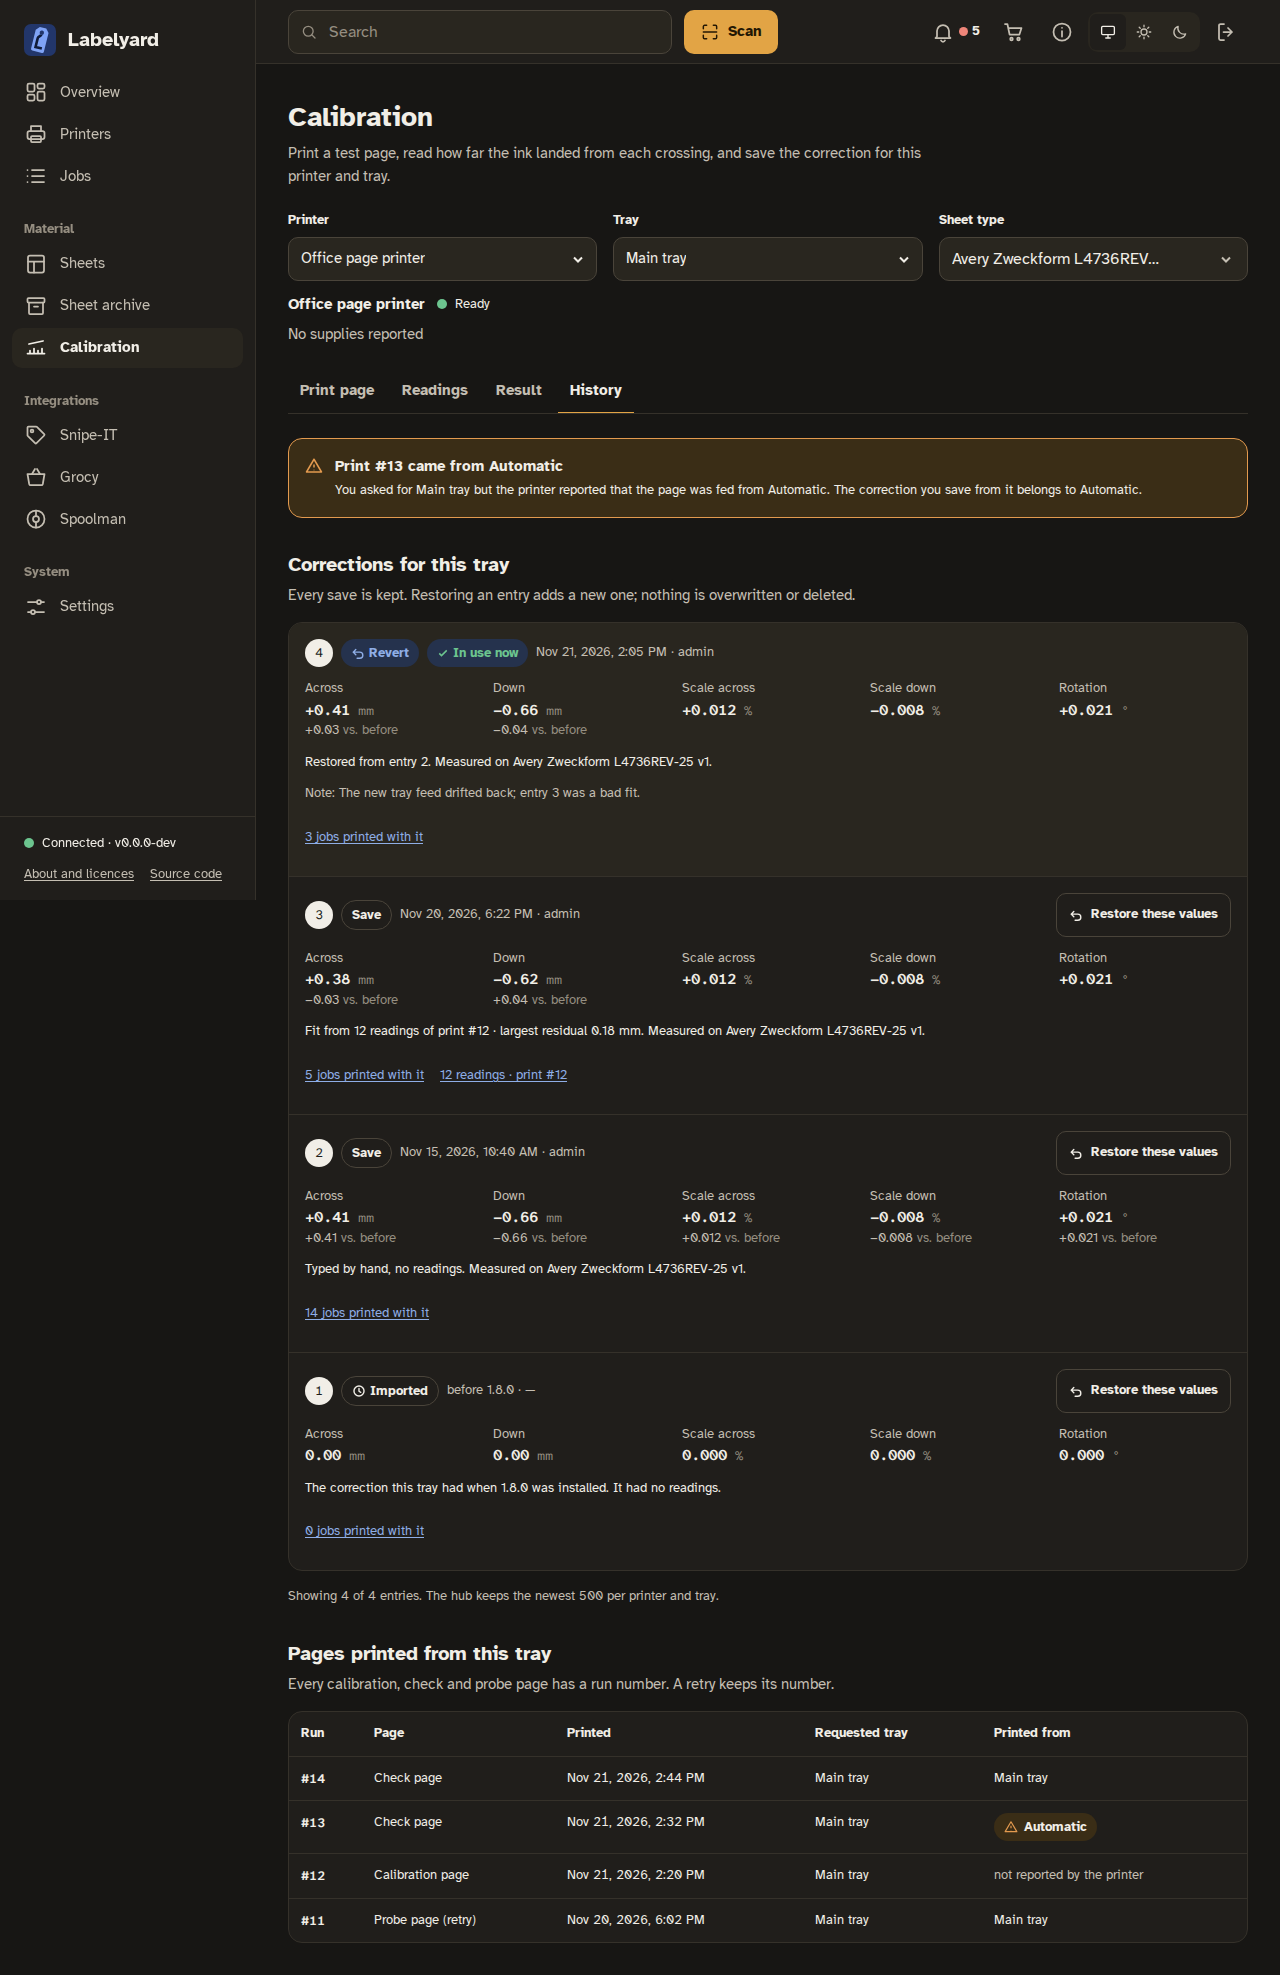 Labelyard
Search
Scan
5
Overview
Printers
Jobs
Material
Sheets
Sheet archive
Calibration
Integrations
Snipe-IT
Grocy
Spoolman
System
Settings
Connected · v0.0.0-dev
About and licences Source code
Calibration
Print a test page, read how far the ink landed from each crossing, and save the correction for this
printer and tray.
Printer Tray Sheet type
Office page printer Main tray Avery Zweckform L4736REV...
Office page printer Ready
No supplies reported
Print page Readings Result History
Print #13 came from Automatic
You asked for Main tray but the printer reported that the page was fed from Automatic. The correction you save from it belongs to Automatic.
Corrections for this tray
Every save is kept. Restoring an entry adds a new one; nothing is overwritten or deleted.
4 Revert In use now Nov 21, 2026, 2:05 PM · admin
Across Down Scale across Scale down Rotation
+0.41 mm −0.66 mm +0.012 % −0.008 % +0.021 °
+0.03 vs. before −0.04 vs. before
Restored from entry 2. Measured on Avery Zweckform L4736REV-25 v1.
Note: The new tray feed drifted back; entry 3 was a bad fit.
3 jobs printed with it
3 Save Nov 20, 2026, 6:22 PM · admin Restore these values
Across Down Scale across Scale down Rotation
+0.38 mm −0.62 mm +0.012 % −0.008 % +0.021 °
−0.03 vs. before +0.04 vs. before
Fit from 12 readings of print #12 · largest residual 0.18 mm. Measured on Avery Zweckform L4736REV-25 v1.
5 jobs printed with it 12 readings · print #12
2 Save Nov 15, 2026, 10:40 AM · admin Restore these values
Across Down Scale across Scale down Rotation
+0.41 mm −0.66 mm +0.012 % −0.008 % +0.021 °
+0.41 vs. before −0.66 vs. before +0.012 vs. before −0.008 vs. before +0.021 vs. before
Typed by hand, no readings. Measured on Avery Zweckform L4736REV-25 v1.
14 jobs printed with it
1 Imported before 1.8.0 · — Restore these values
Across Down Scale across Scale down Rotation
0.00 mm 0.00 mm 0.000 % 0.000 % 0.000 °
The correction this tray had when 1.8.0 was installed. It had no readings.
0 jobs printed with it
Showing 4 of 4 entries. The hub keeps the newest 500 per printer and tray.
Pages printed from this tray
Every calibration, check and probe page has a run number. A retry keeps its number.
Run Page Printed Requested tray Printed from
#14 Check page Nov 21, 2026, 2:44 PM Main tray Main tray
#13 Check page Nov 21, 2026, 2:32 PM Main tray Automatic
#12 Calibration page Nov 21, 2026, 2:20 PM Main tray not reported by the printer
#11 Probe page (retry) Nov 20, 2026, 6:02 PM Main tray Main tray